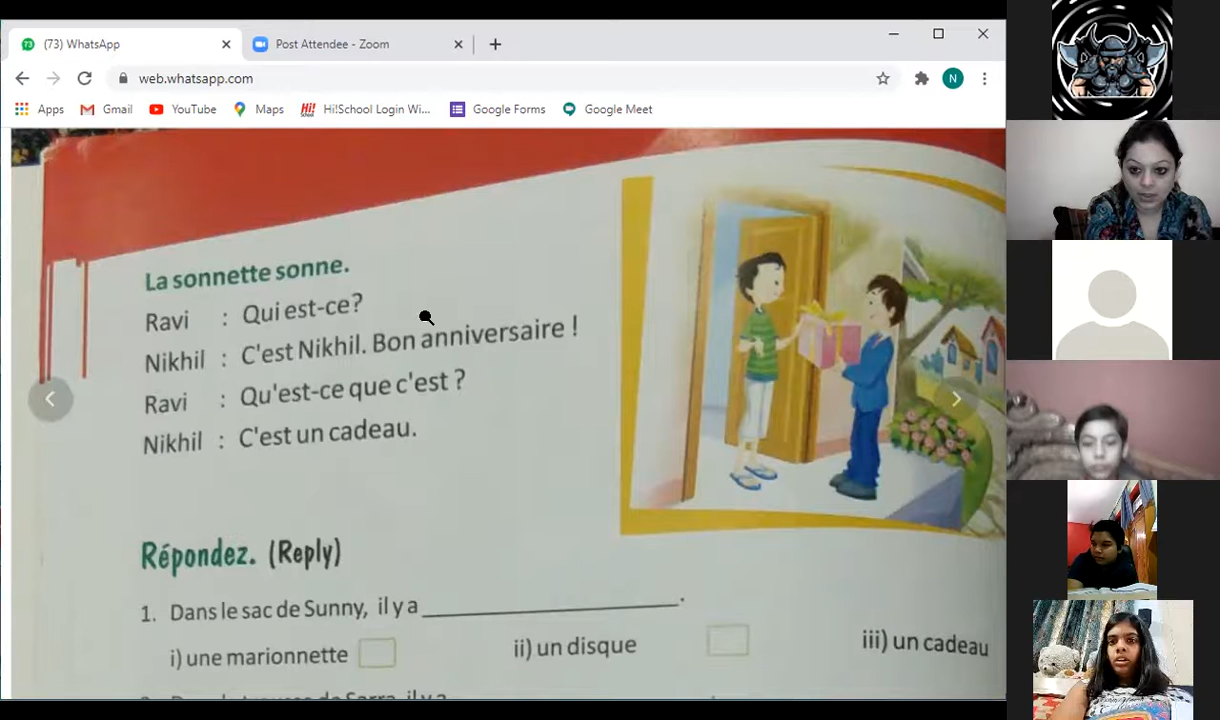 (73) WhatsApp
Post Attendee - Zoom
web.whatsapp.com
N
Apps
Gmail
YouTube
Maps
Hi! School
Hi!School Login Wi...
Google Forms
Google Meet
La sonnette sonne.
Ravi : Qui est-ce?
Nikhil : C'est Nikhil. Bon anniversaire !
Ravi : Qu'est-ce que c'est ?
Nikhil : C'est un cadeau.
Répondez. (Reply)
1. Dans le sac de Sunny, il y a ____________.
i) une marionnette
ii) un disque
iii) un cadeau